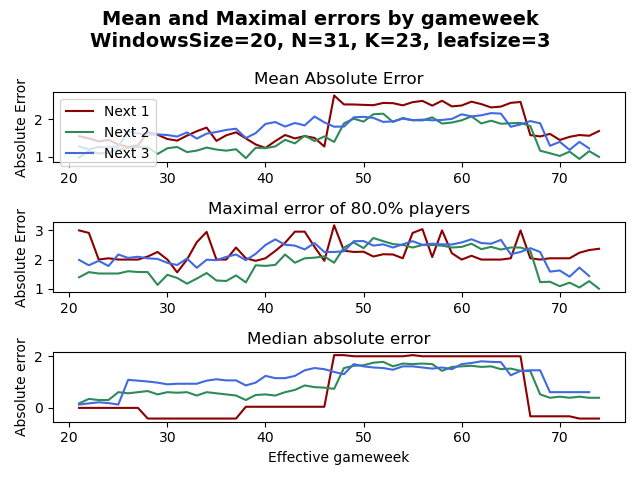 Mean and Maximal errors by gameweek
WindowsSize=20, N=31, K=23, leafsize=3
Mean Absolute Error
Absolute Error
2
1
Next 1
Next 2
Next 3
20 30 40 50 60 70
Maximal error of 80.0% players
Absolute Error
3
2
1
20 30 40 50 60 70
Median absolute error
Absolute error
2
0
20 30 40 50 60 70
Effective gameweek